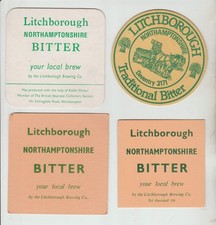 Litchborough
NORTHAMPTONSHIRE
BITTER
your local brew
by the Litchborough Brewing Co.
LITCHBOROUGH
NORTHAMPTONSHIRE
Traditional Bitter
Litchborough
NORTHAMPTONSHIRE
BITTER
your local brew
by the Litchborough Brewing Co.
Litchborough
NORTHAMPTONSHIRE
BITTER
your local brew
by the Litchborough Brewing Co.